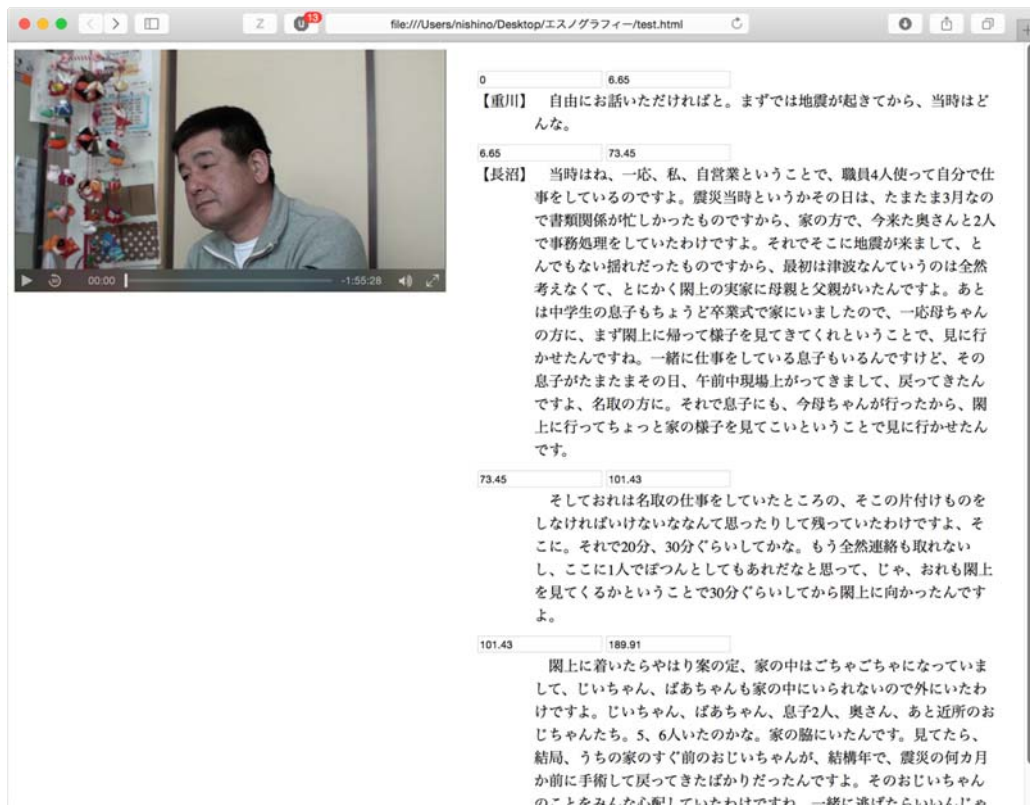 Z
ü
13
file:///Users/nishino/Desktop/エスノグラフィー/test.html
00:00
-1:55:28
0 6.65
【重川】 自由にお話いただければと。まずでは地震が起きてから、当時はど
んな。
6.65 73.45
【長沼】 当時はね、一応、私、自営業ということで、職員4人使って自分で仕
事をしているのですよ。震災当時というかその日は、たまたま3月なの
で書類関係が忙しかったものですから、家の方で、今来た奥さんと2人
で事務処理をしていたわけですよ。それでそこに地震が来まして、と
んでもない揺れだったものですから、最初は津波なんていうのは全然
考えなくて、とにかく閖上の実家に母親と父親がいたんですよ。あと
は中学生の息子もちょうど卒業式で家にいましたので、一応母ちゃん
の方に、まず閖上に帰って様子を見てきてくれということで、見に行
かせたんですね。一緒に仕事をしている息子もいるんですけど、その
息子がたまたまその日、午前中現場上がってきまして、戻ってきたん
ですよ、名取の方に。それで息子にも、今母ちゃんが行ったから、閖
上に行ってちょっと家の様子を見てこいということで見に行かせたん
です。
73.45 101.43
そしておれは名取の仕事をしていたところの、そこの片付けものを
しなければいけないななんて思ったりして残っていたわけですよ、そ
こに。それで20分、30分ぐらいしてかな。もう全然連絡も取れない
し、ここに1人でぽつんとしてもあれだなと思って、じゃ、おれも閖上
を見てくるかということで30分ぐらいしてから閖上に向かったんです
よ。
101.43 189.91
閖上に着いたらやはり案の定、家の中はごちゃごちゃになっていま
して、じいちゃん、ばあちゃんも家の中にいられないので外にいたわ
けですよ。じいちゃん、ばあちゃん、息子2人、奥さん、あと近所のお
じちゃんたち。5、6人いたのかな。家の脇にいたんです。見てたら、
結局、うちの家のすぐ前のおじいちゃんが、結構年で、震災の何カ月
か前に手術して戻ってきたばかりだったんですよ。そのおじいちゃん
のことをみんな心配していたわけですね。一緒に逃げたらいいんじゃ